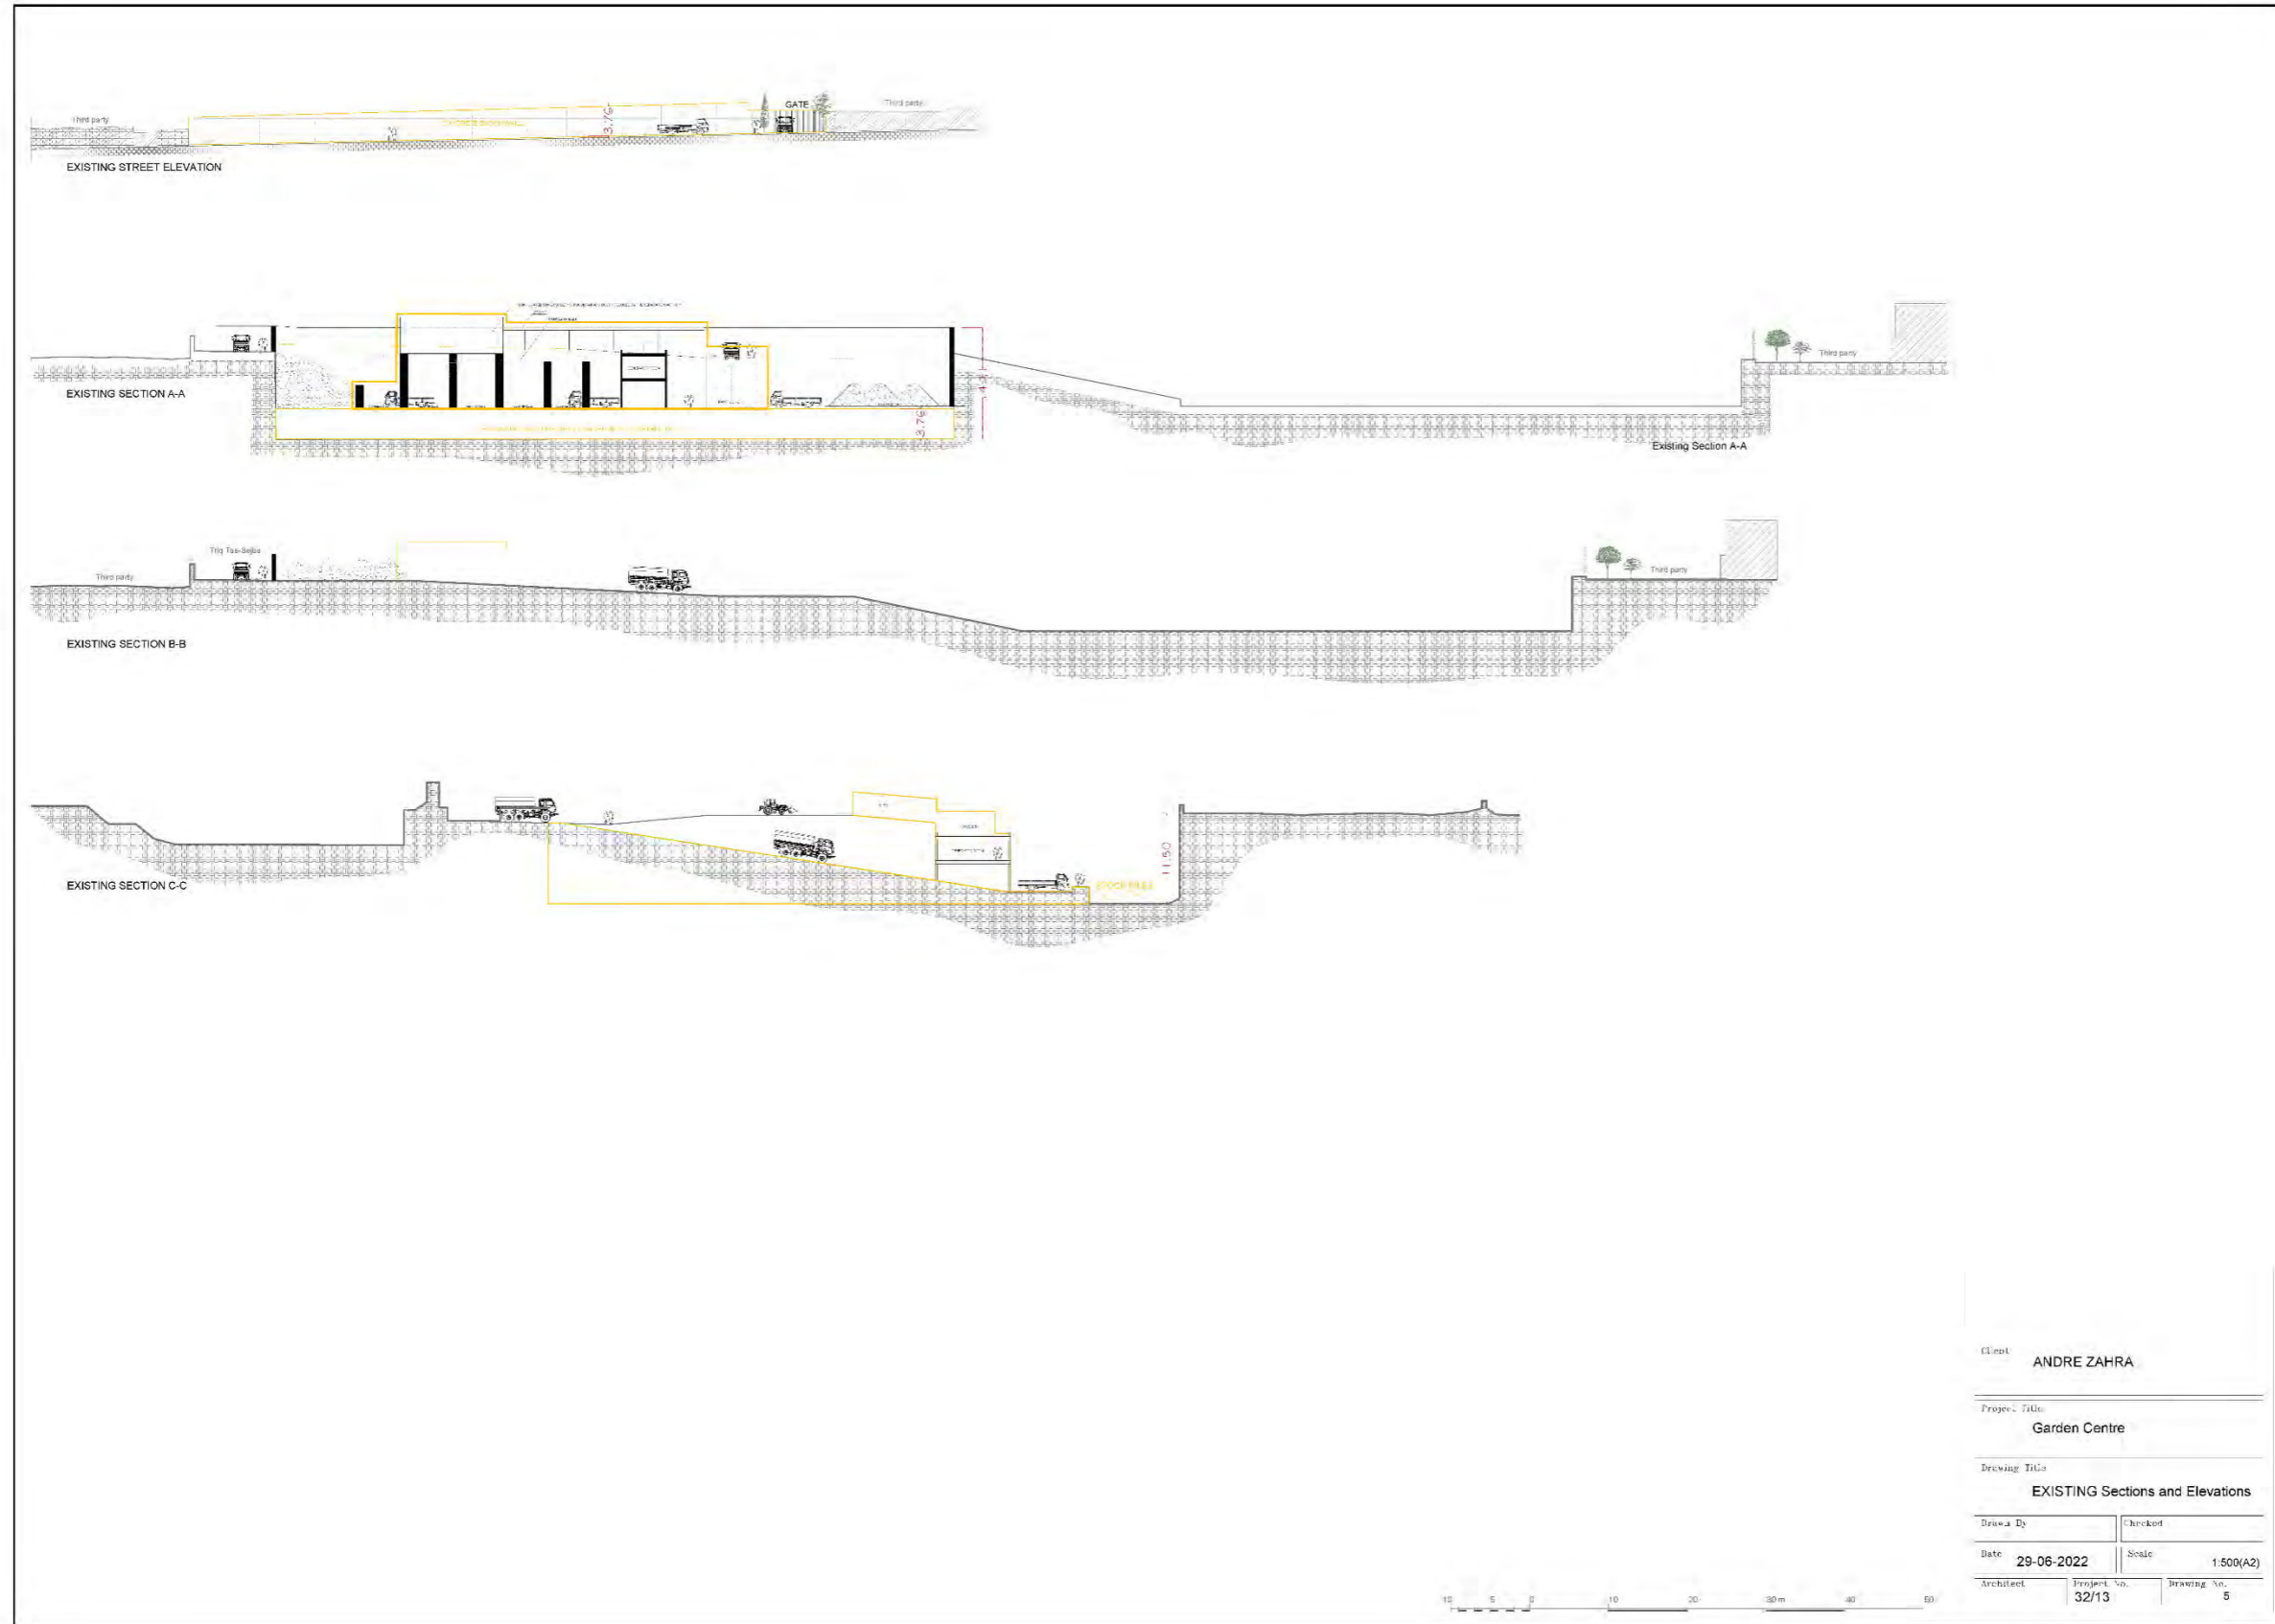 Third party
3.76
GATE
Third party
EXISTING STREET ELEVATION
Third party
EXISTING SECTION A-A
3.76
Existing Section A-A
Triq Tas-Sejba
Third party
Third party
EXISTING SECTION B-B
11.50
STOCK PILES
EXISTING SECTION C-C
Client
ANDRE ZAHRA
Project Title
Garden Centre
Drawing Title
EXISTING Sections and Elevations
Drawn By Checked
Date 29-06-2022 Scale 1:500(A2)
Architect Project No. 32/13 Drawing No. 5
10 5 0 10 20 30m 40 50